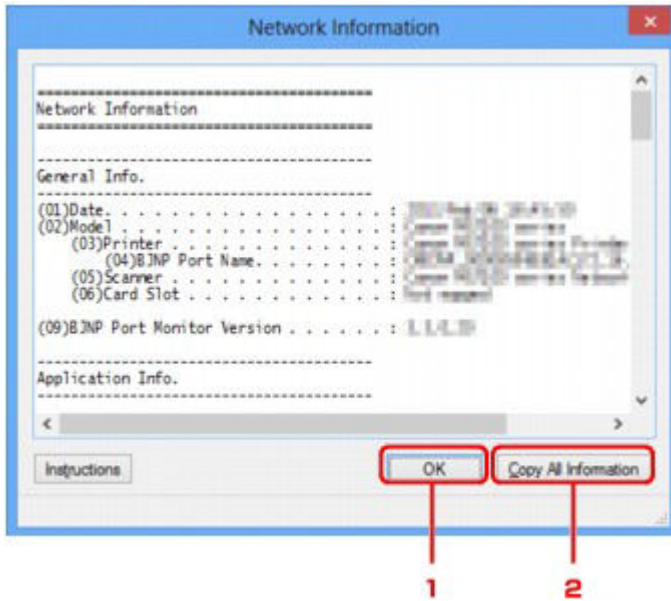 Network Information
==========================================
Network Information
==========================================
------------------------------------------
General Info.
------------------------------------------
(01)Date. . . . . . . . . . . . . . . . . :
(02)Model . . . . . . . . . . . . . . . . :
(03)Printer . . . . . . . . . . . . . . :
(04)BJNP Port Name. . . . . . . . . :
(05)Scanner . . . . . . . . . . . . . . :
(06)Card Slot . . . . . . . . . . . . . :
(09)BJNP Port Monitor Version . . . . . . :
------------------------------------------
Application Info.
------------------------------------------
Instructions
OK
Copy All Information
1
2